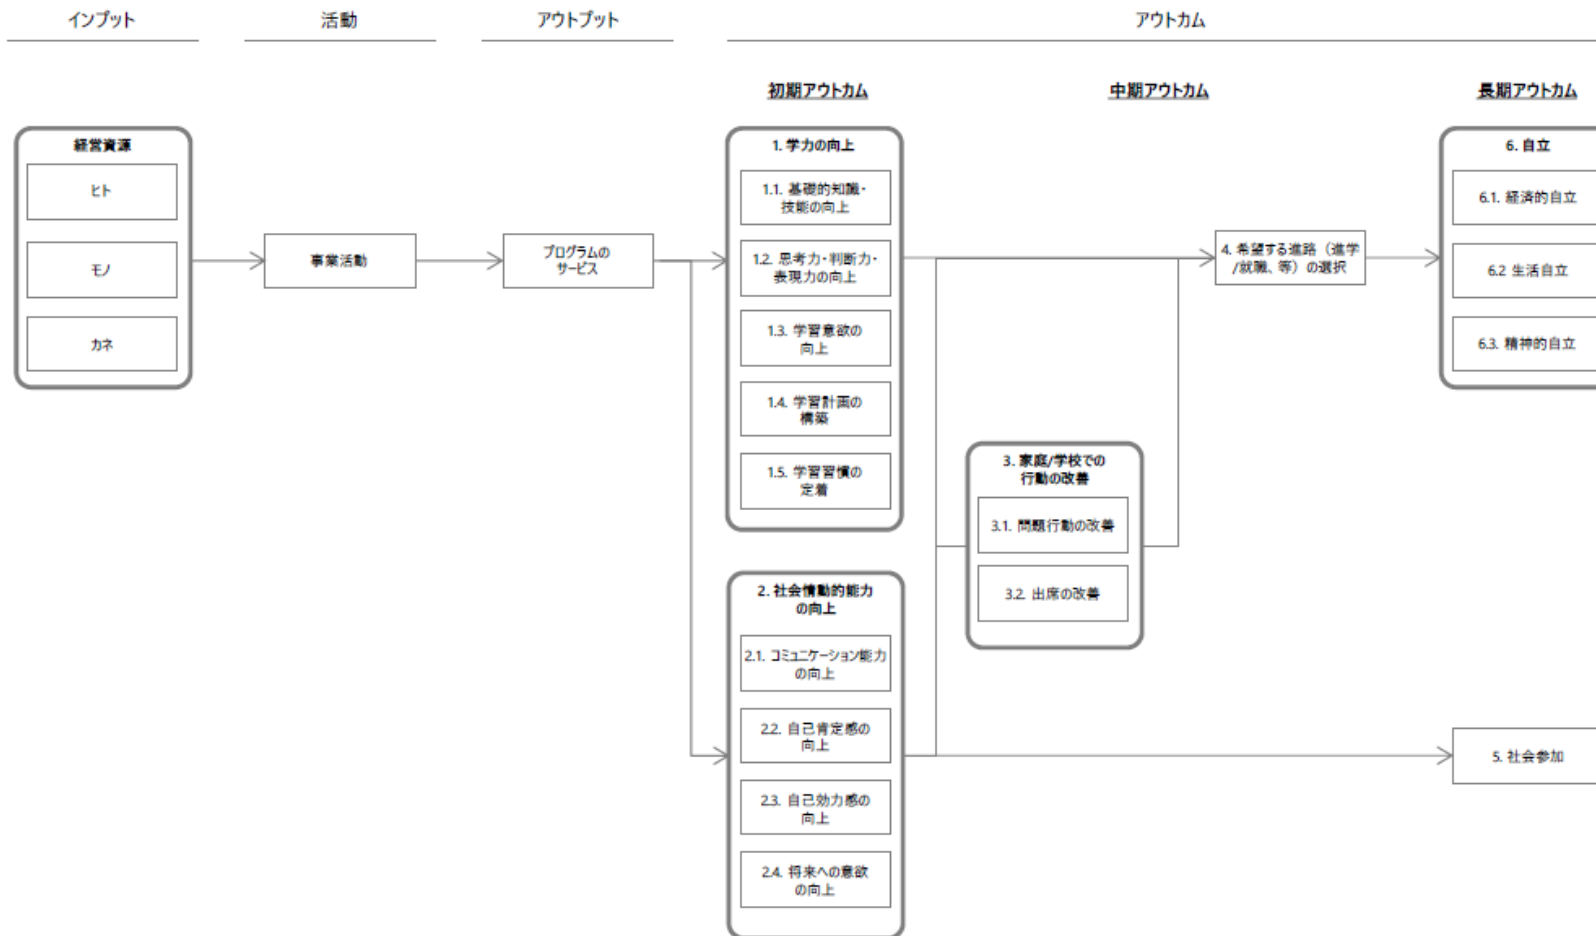 インプット
活動
アウトプット
アウトカム
初期アウトカム
中期アウトカム
長期アウトカム
経営資源
ヒト
モノ
カネ
事業活動
プログラムの
サービス
1. 学力の向上
1.1. 基礎的知識・
技能の向上
1.2. 思考力・判断力・
表現力の向上
1.3. 学習意欲の
向上
1.4. 学習計画の
構築
1.5. 学習習慣の
定着
2. 社会情動的能力
の向上
2.1. コミュニケーション能力
の向上
2.2. 自己肯定感の
向上
2.3. 自己効力感の
向上
2.4. 将来への意欲
の向上
3. 家庭/学校での
行動の改善
3.1. 問題行動の改善
3.2. 出席の改善
4. 希望する進路（進学
/就職、等）の選択
6. 自立
6.1. 経済的自立
6.2 生活自立
6.3. 精神的自立
5. 社会参加